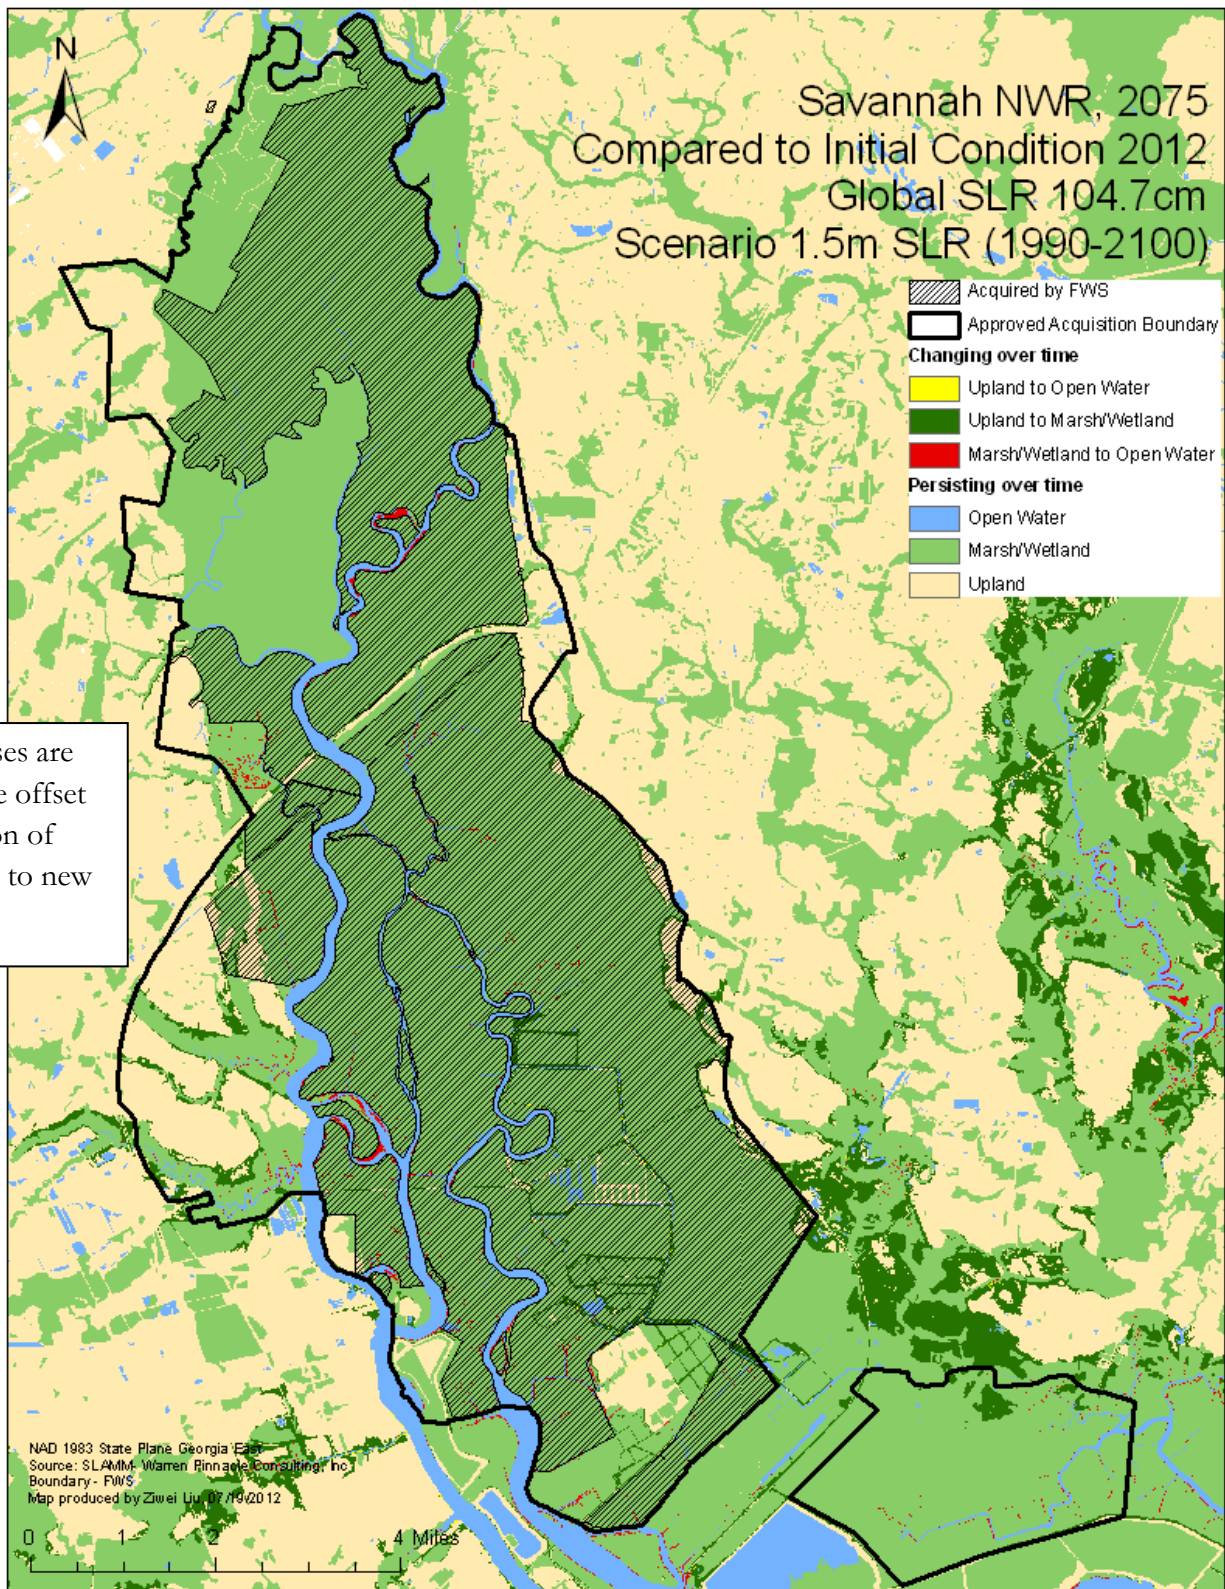 N
Savannah NWR, 2075
Compared to Initial Condition 2012
Global SLR 104.7cm
Scenario 1.5m SLR (1990-2100)
Acquired by FWS
Approved Acquisition Boundary
Changing over time
Upland to Open Water
Upland to Marsh/Wetland
Marsh/Wetland to Open Water
Persisting over time
Open Water
Marsh/Wetland
Upland
ses are
e offset
on of
to new
NAD 1983 State Plane Georgia East
Source: SLAMM- Warren Pinnacle Consulting, Inc
Boundary - FWS
Map produced by Ziwei Liu, 07/19/2012
0 1 2 4 Miles